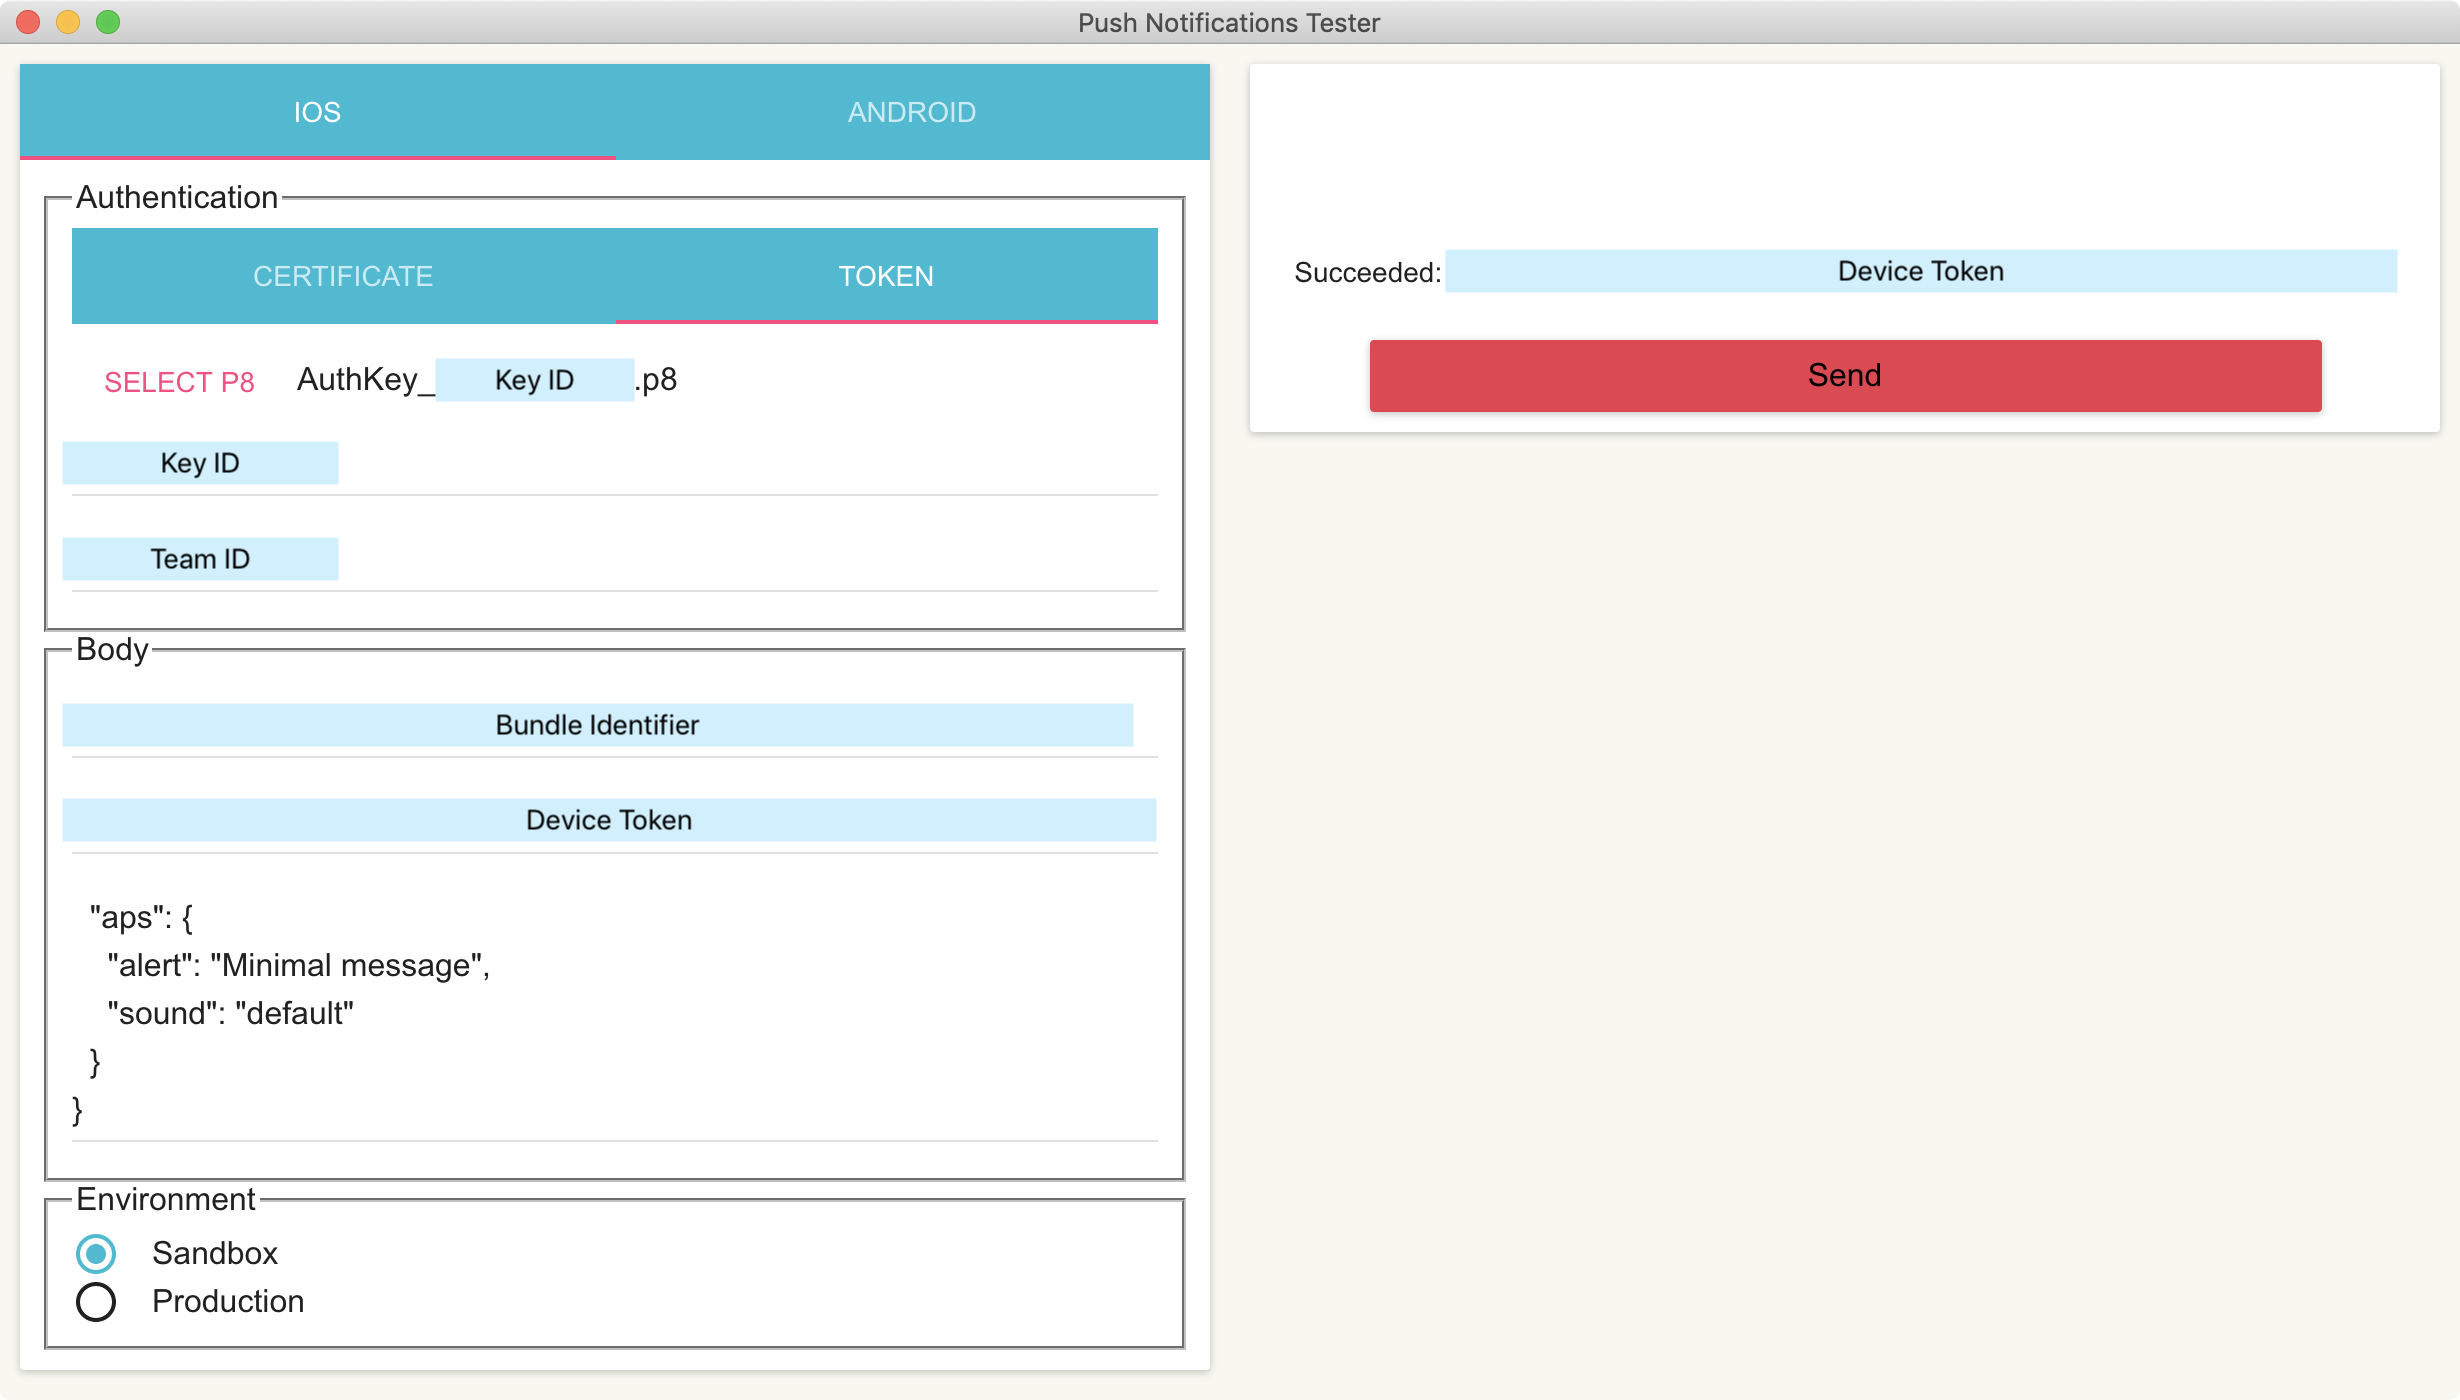 Push Notifications Tester
IOS
ANDROID
Authentication
CERTIFICATE
TOKEN
SELECT P8
AuthKey_ Key ID .p8
Key ID
Team ID
Body
Bundle Identifier
Device Token
"aps": {
"alert": "Minimal message",
"sound": "default"
}
}
Environment
Sandbox
Production
Succeeded: Device Token
Send